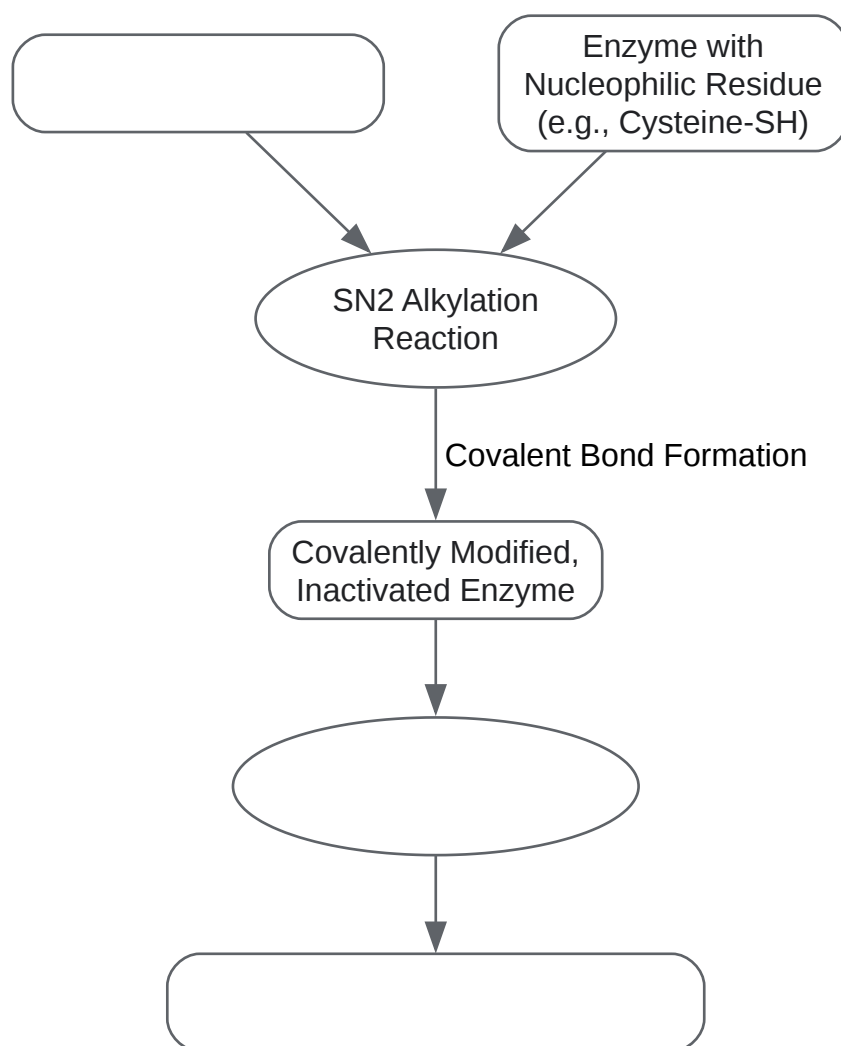 Enzyme with
Nucleophilic Residue
(e.g., Cysteine-SH)
SN2 Alkylation
Reaction
Covalent Bond Formation
Covalently Modified,
Inactivated Enzyme